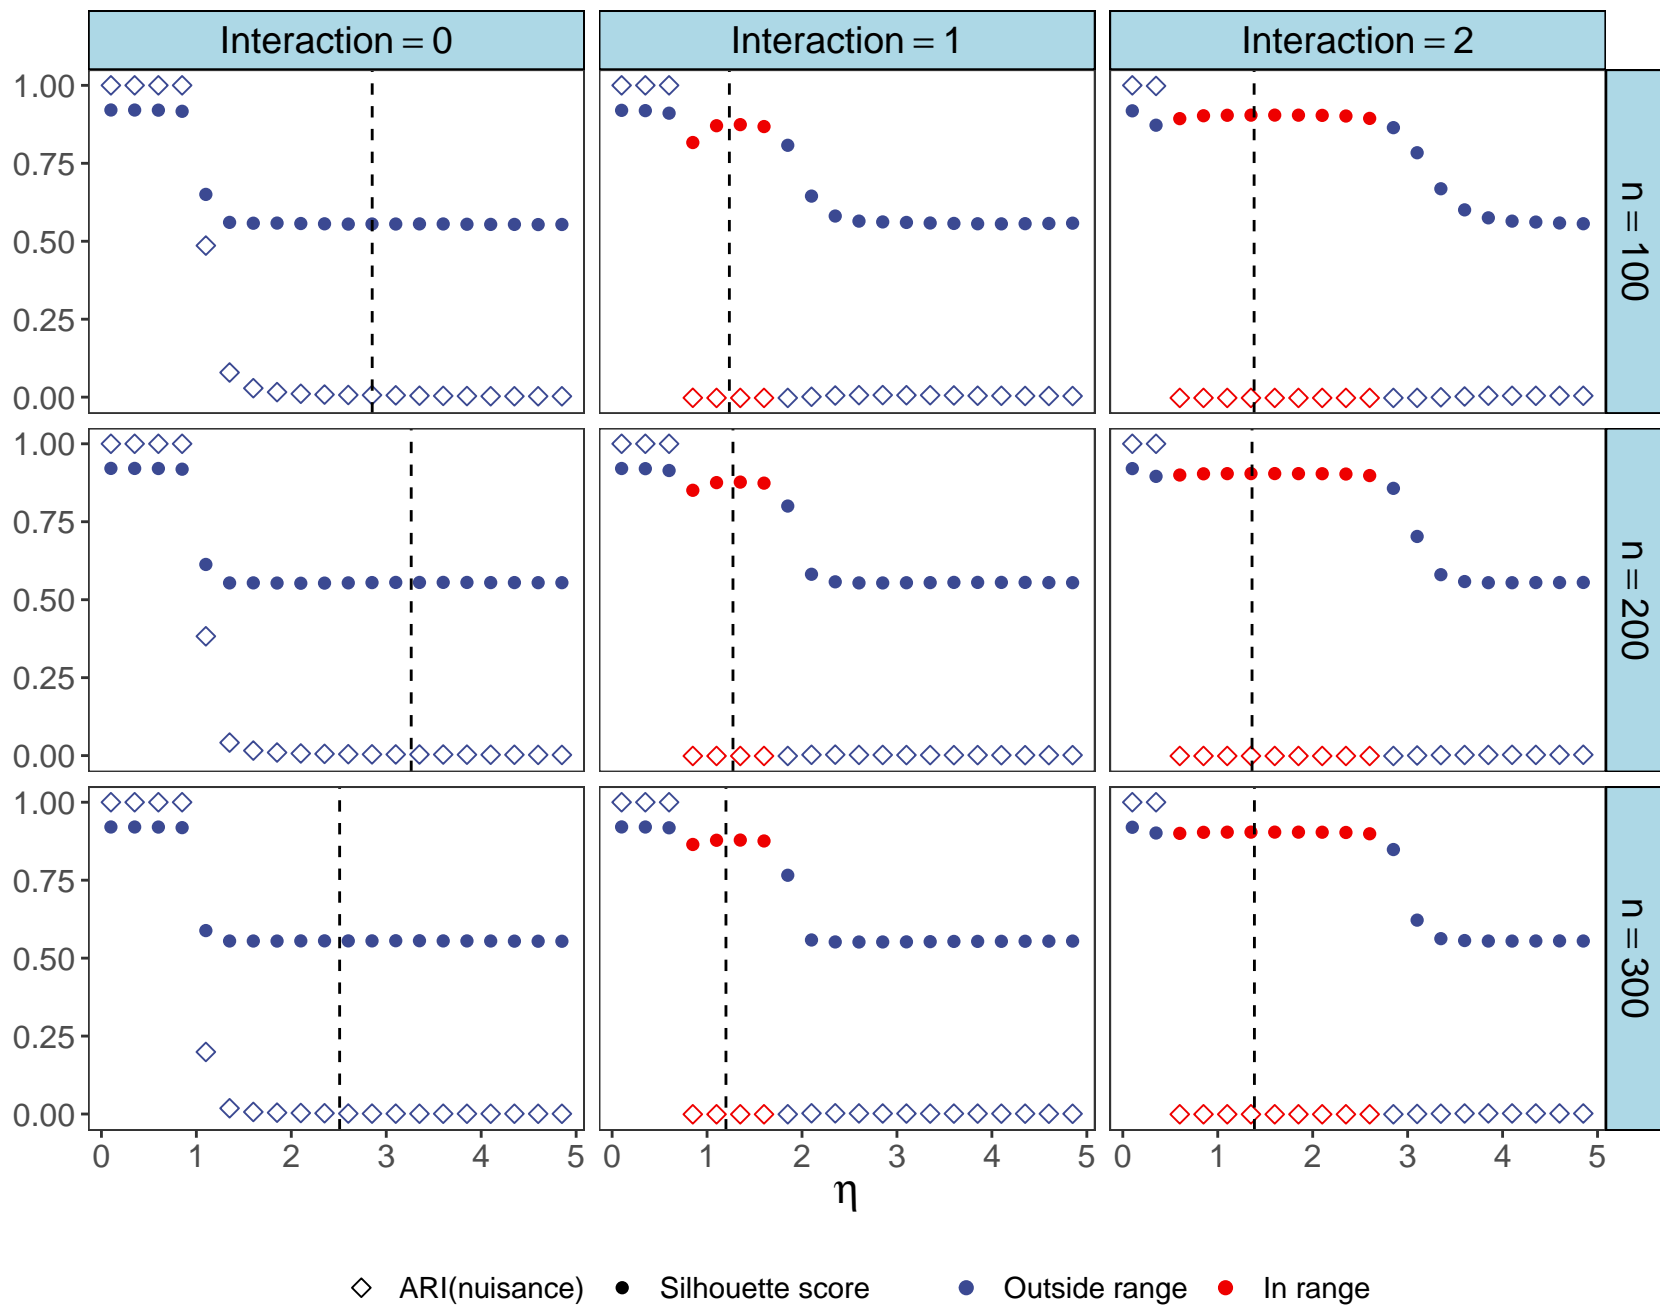 Interaction = 0
Interaction = 1
Interaction = 2
1.00
0.75
0.50
0.25
0.00
n = 100
1.00
0.75
0.50
0.25
0.00
n = 200
1.00
0.75
0.50
0.25
0.00
n = 300
0 1 2 3 4 5
0 1 2 3 4 5
0 1 2 3 4 5
η
ARI(nuisance) Silhouette score Outside range In range